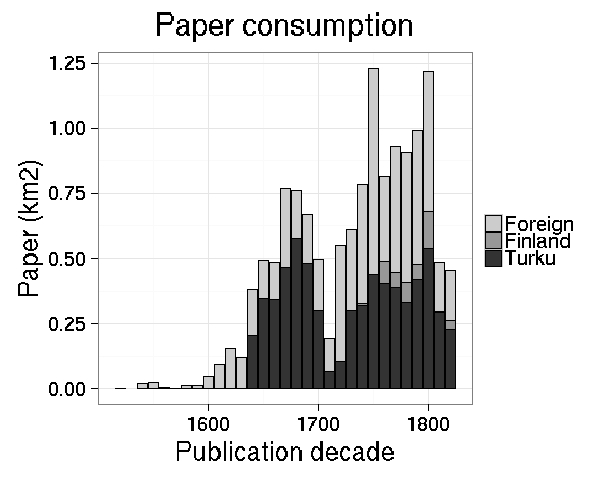 Paper consumption
Paper (km2)
1.25
1.00
0.75
0.50
0.25
0.00
1600 1700 1800
Publication decade
Foreign
Finland
Turku